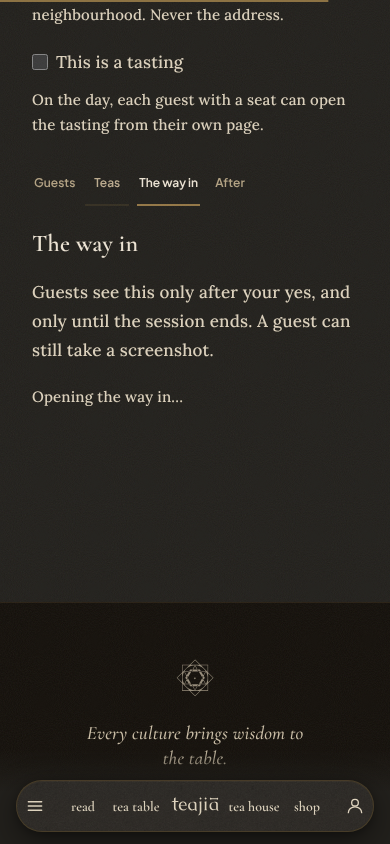 neighbourhood. Never the address.
This is a tasting
On the day, each guest with a seat can open
the tasting from their own page.
Guests Teas The way in After
The way in
Guests see this only after your yes, and
only until the session ends. A guest can
still take a screenshot.
Opening the way in...
Every culture brings wisdom to
the table.
read tea table teajiā tea house shop